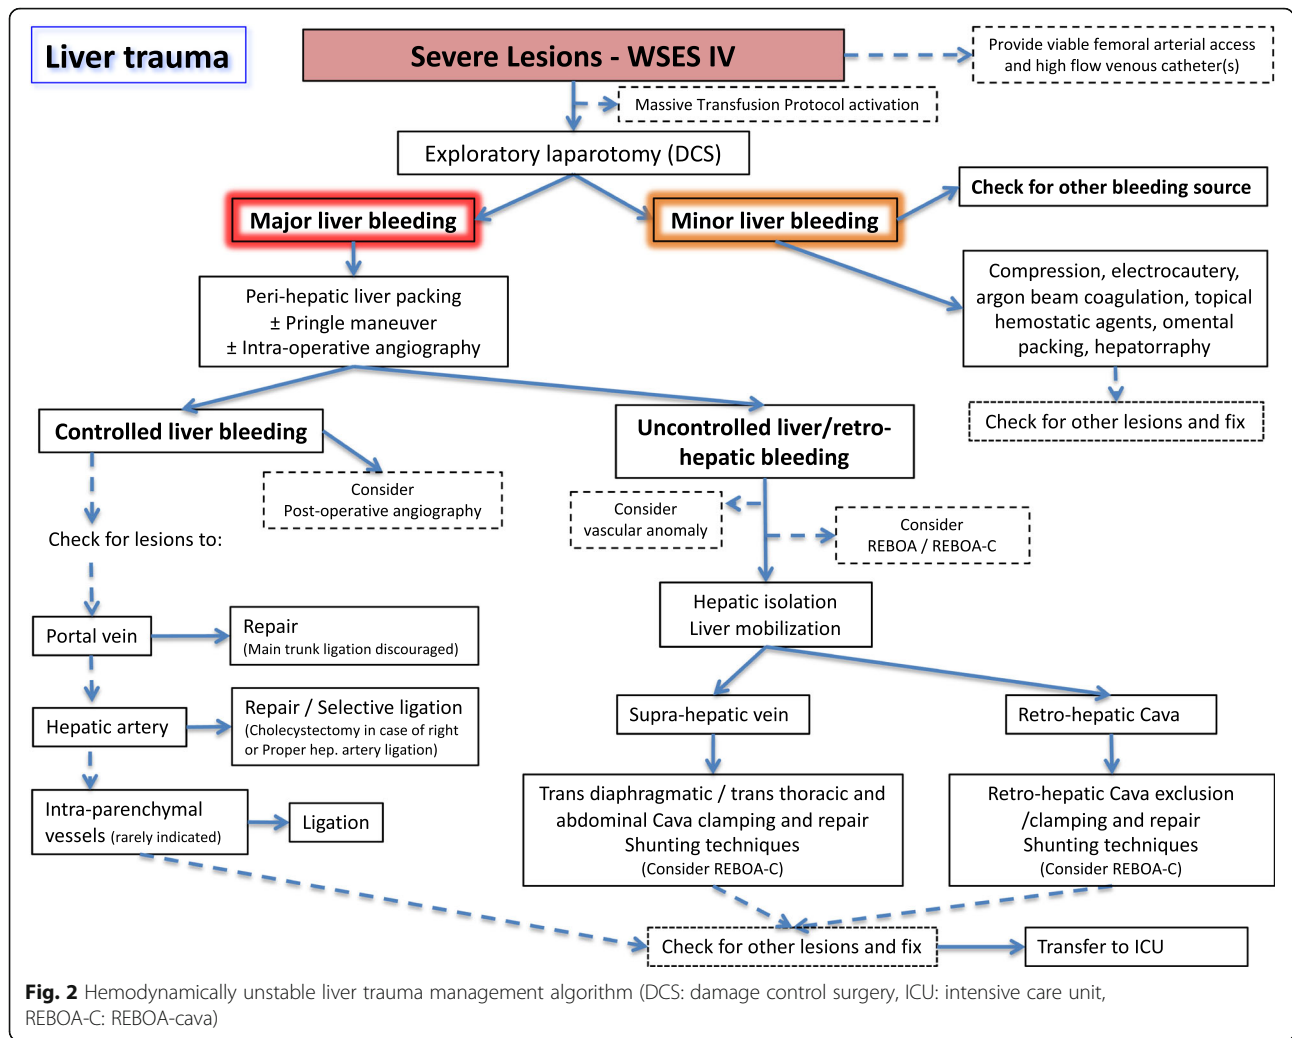 Liver trauma
Severe Lesions - WSES IV
Provide viable femoral arterial access
and high flow venous catheter(s)
Massive Transfusion Protocol activation
Exploratory laparotomy (DCS)
Major liver bleeding
Minor liver bleeding
Check for other bleeding source
Peri-hepatic liver packing
± Pringle maneuver
± Intra-operative angiography
Compression, electrocautery,
argon beam coagulation, topical
hemostatic agents, omental
packing, hepatorraphy
Check for other lesions and fix
Controlled liver bleeding
Consider
Post-operative angiography
Uncontrolled liver/retro-
hepatic bleeding
Consider
vascular anomaly
Consider
REBOA / REBOA-C
Check for lesions to:
Hepatic isolation
Liver mobilization
Portal vein
Repair
(Main trunk ligation discouraged)
Hepatic artery
Repair / Selective ligation
(Cholecystectomy in case of right
or Proper hep. artery ligation)
Intra-parenchymal
vessels (rarely indicated)
Ligation
Supra-hepatic vein
Retro-hepatic Cava
Trans diaphragmatic / trans thoracic and
abdominal Cava clamping and repair
Shunting techniques
(Consider REBOA-C)
Retro-hepatic Cava exclusion
/clamping and repair
Shunting techniques
(Consider REBOA-C)
Check for other lesions and fix
Transfer to ICU
Fig. 2 Hemodynamically unstable liver trauma management algorithm (DCS: damage control surgery, ICU: intensive care unit,
REBOA-C: REBOA-cava)